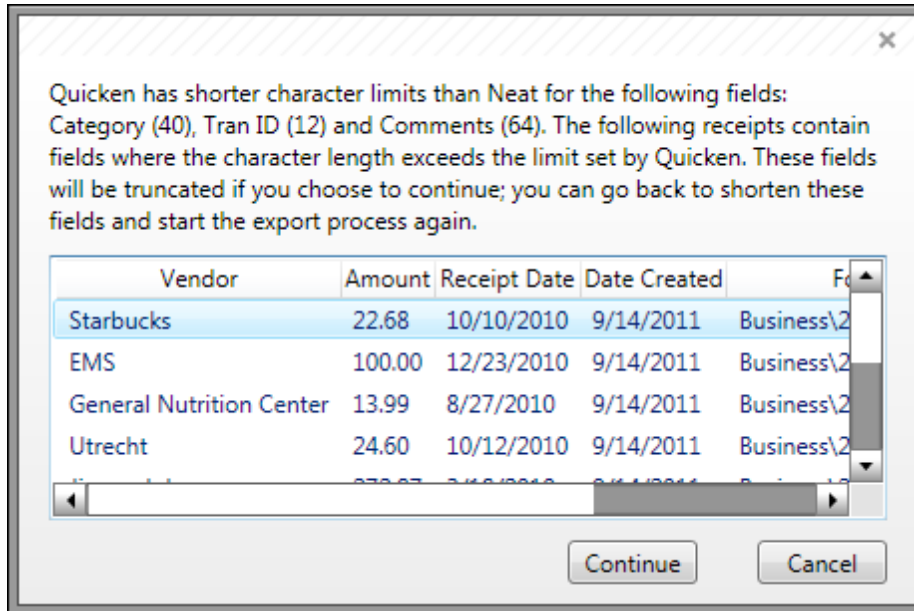 Quicken has shorter character limits than Neat for the following fields:
Category (40), Tran ID (12) and Comments (64). The following receipts contain
fields where the character length exceeds the limit set by Quicken. These fields
will be truncated if you choose to continue; you can go back to shorten these
fields and start the export process again.
Vendor Amount Receipt Date Date Created
Starbucks 22.68 10/10/2010 9/14/2011 Business\2
EMS 100.00 12/23/2010 9/14/2011 Business\2
General Nutrition Center 13.99 8/27/2010 9/14/2011 Business\2
Utrecht 24.60 10/12/2010 9/14/2011 Business\2
Continue Cancel